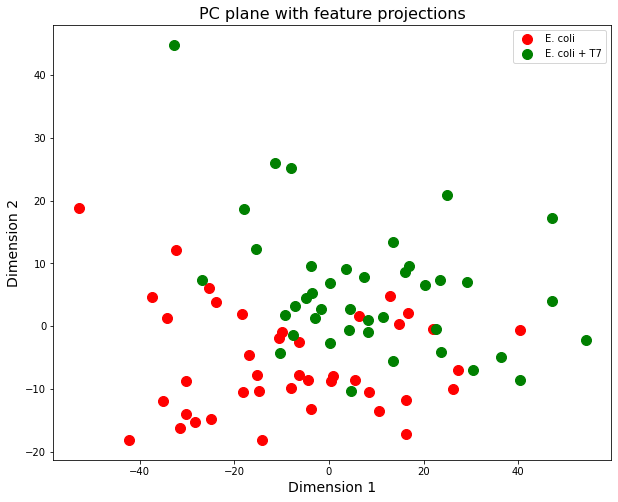 PC plane with feature projections
E. coli
E. coli + T7
Dimension 2
40
30
20
10
0
−10
−20
−40
−20
0
20
40
Dimension 1